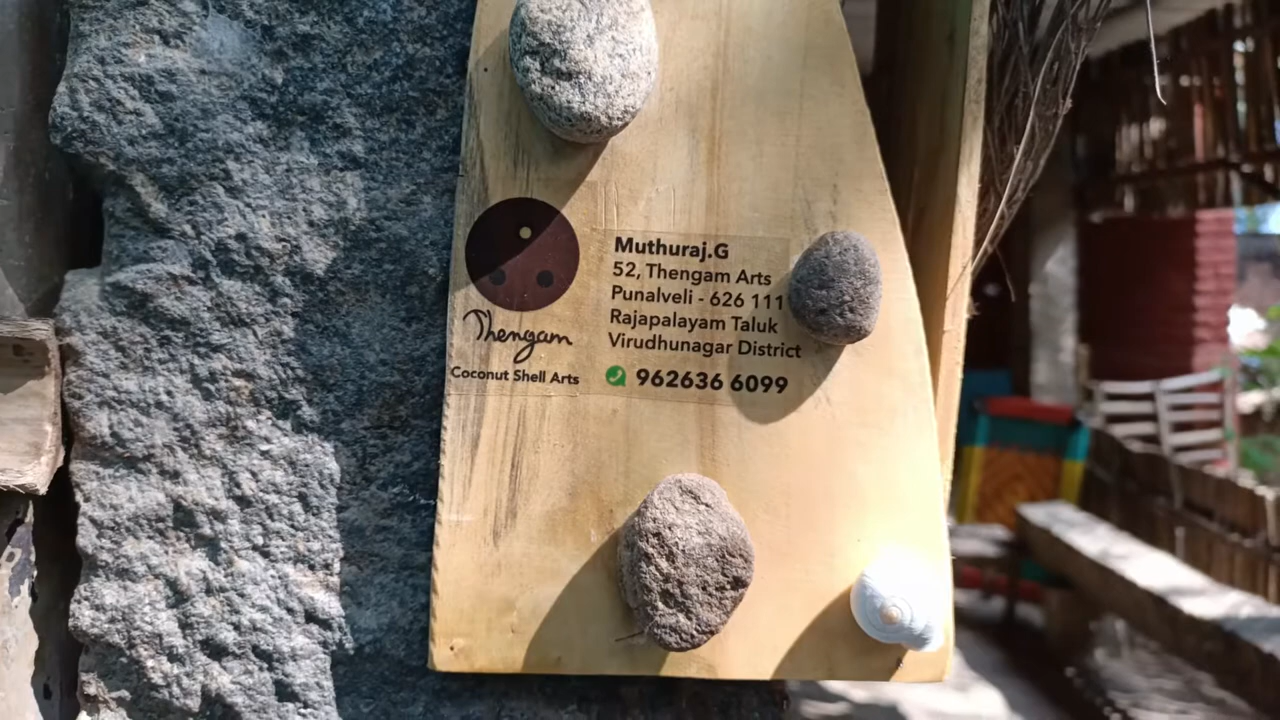 Thengam
Coconut Shell Arts
Muthuraj.G
52, Thengam Arts
Punalveli - 626 111
Rajapalayam Taluk
Virudhunagar District
962636 6099